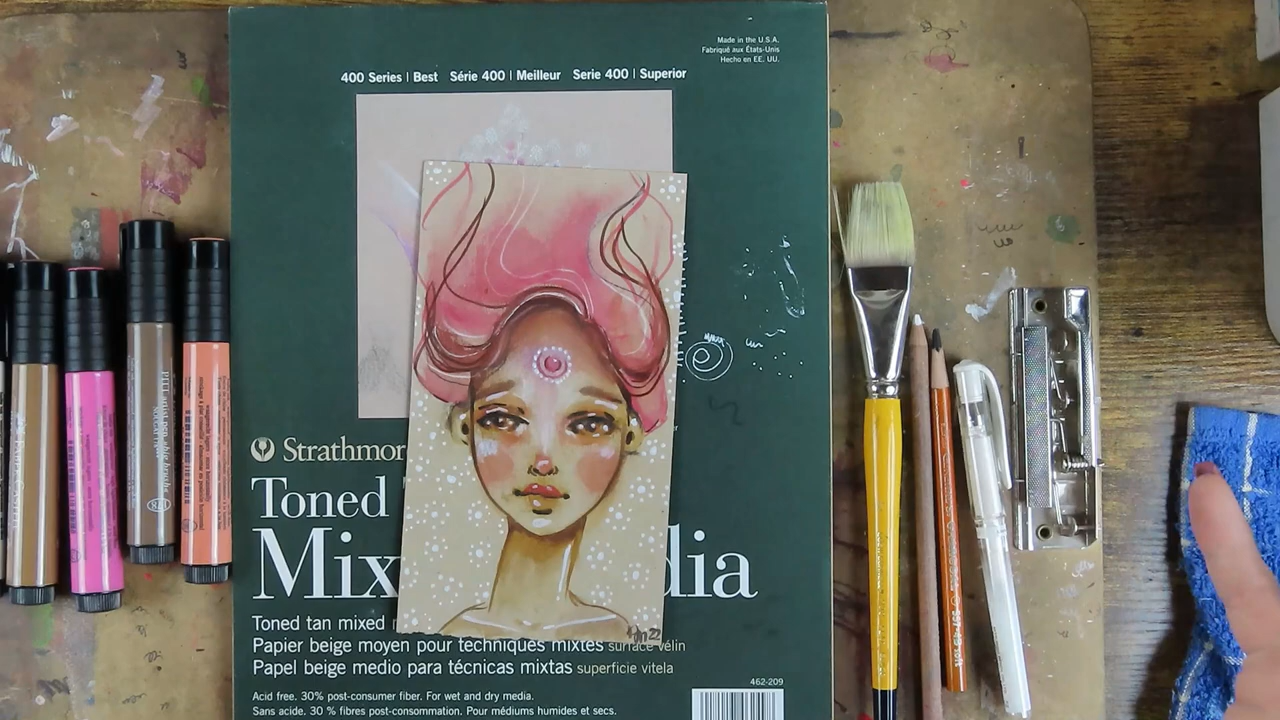 Made in the U.S.A.
Fabriqué aux États-Unis
Hecho en EE. UU.
400 Series | Best Série 400 | Meilleur Serie 400 | Superior
Strathmor
Toned
Mix dia
Toned tan mixed
Papier beige moyen pour techniques mixtes surface vélin
Papel beige medio para técnicas mixtas superficie vitela
462-209
Acid free. 30% post-consumer fiber. For wet and dry media.
Sans acide. 30 % fibres post-consommation. Pour médiums humides et secs.